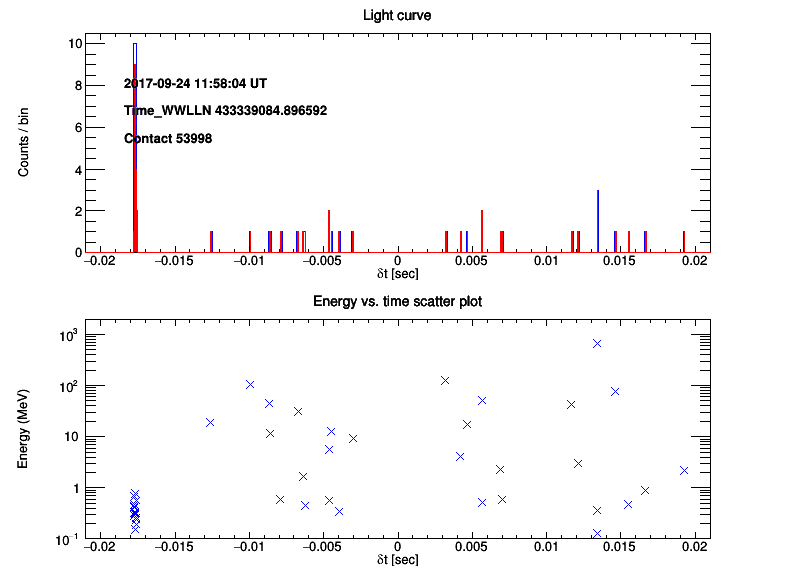 Light curve
Counts / bin
10
8
6
4
2
0
2017-09-24 11:58:04 UT
Time_WWLLN 433339084.896592
Contact 53998
−0.02 −0.015 −0.01 −0.005 0 0.005 0.01 0.015 0.02
δt [sec]
Energy vs. time scatter plot
Energy (MeV)
10³
10²
10
1
10⁻¹
−0.02 −0.015 −0.01 −0.005 0 0.005 0.01 0.015 0.02
δt [sec]